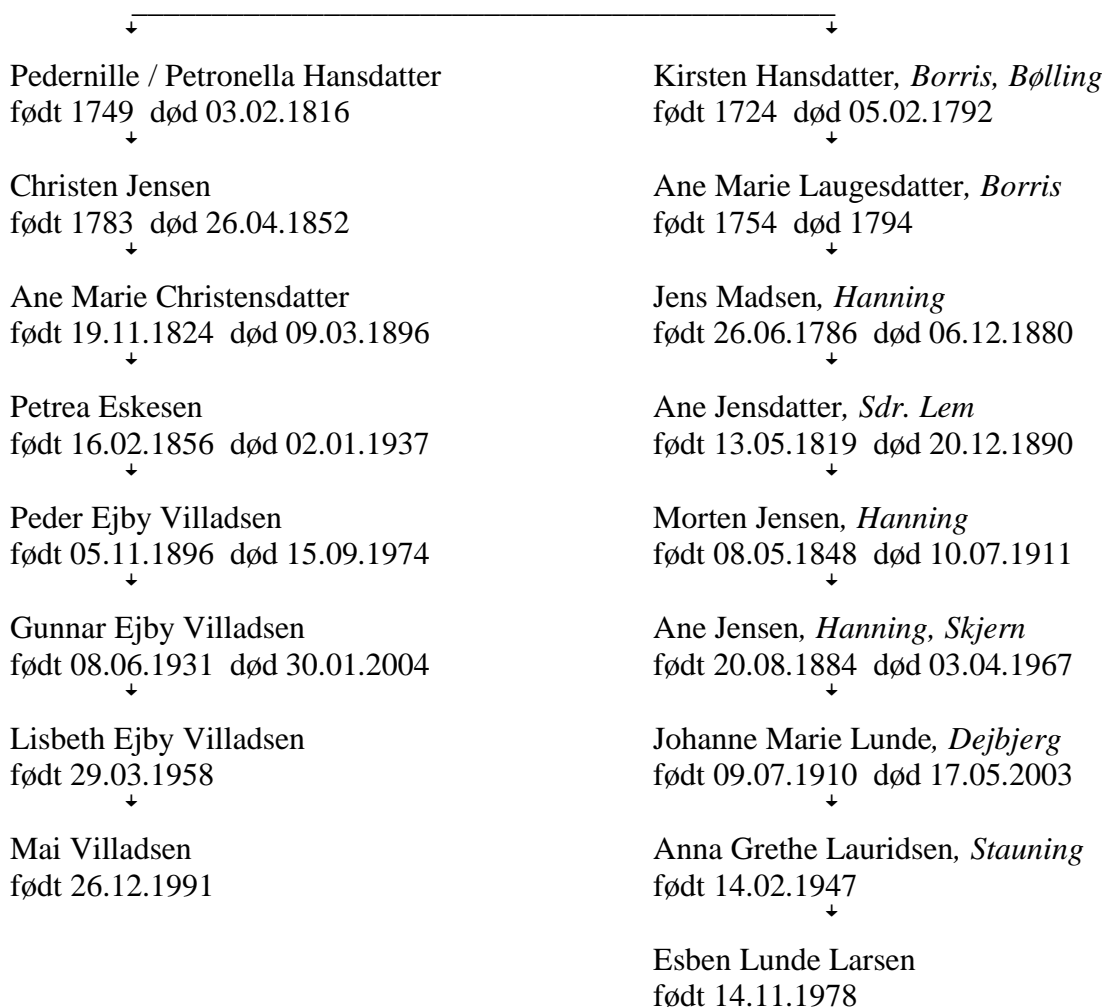 Pedernille / Petronella Hansdatter
født 1749 død 03.02.1816
Christen Jensen
født 1783 død 26.04.1852
Ane Marie Christensdatter
født 19.11.1824 død 09.03.1896
Petrea Eskesen
født 16.02.1856 død 02.01.1937
Peder Ejby Villadsen
født 05.11.1896 død 15.09.1974
Gunnar Ejby Villadsen
født 08.06.1931 død 30.01.2004
Lisbeth Ejby Villadsen
født 29.03.1958
Mai Villadsen
født 26.12.1991
Kirsten Hansdatter, Borris, Bølling
født 1724 død 05.02.1792
Ane Marie Laugesdatter, Borris
født 1754 død 1794
Jens Madsen, Hanning
født 26.06.1786 død 06.12.1880
Ane Jensdatter, Sdr. Lem
født 13.05.1819 død 20.12.1890
Morten Jensen, Hanning
født 08.05.1848 død 10.07.1911
Ane Jensen, Hanning, Skjern
født 20.08.1884 død 03.04.1967
Johanne Marie Lunde, Dejbjerg
født 09.07.1910 død 17.05.2003
Anna Grethe Lauridsen, Stauning
født 14.02.1947
Esben Lunde Larsen
født 14.11.1978